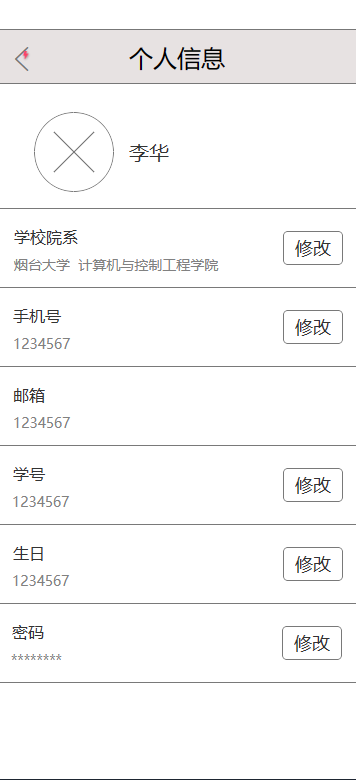 个人信息
李华
学校院系
修改
烟台大学 计算机与控制工程学院
手机号
修改
1234567
邮箱
1234567
学号
修改
1234567
生日
修改
1234567
密码
修改
********